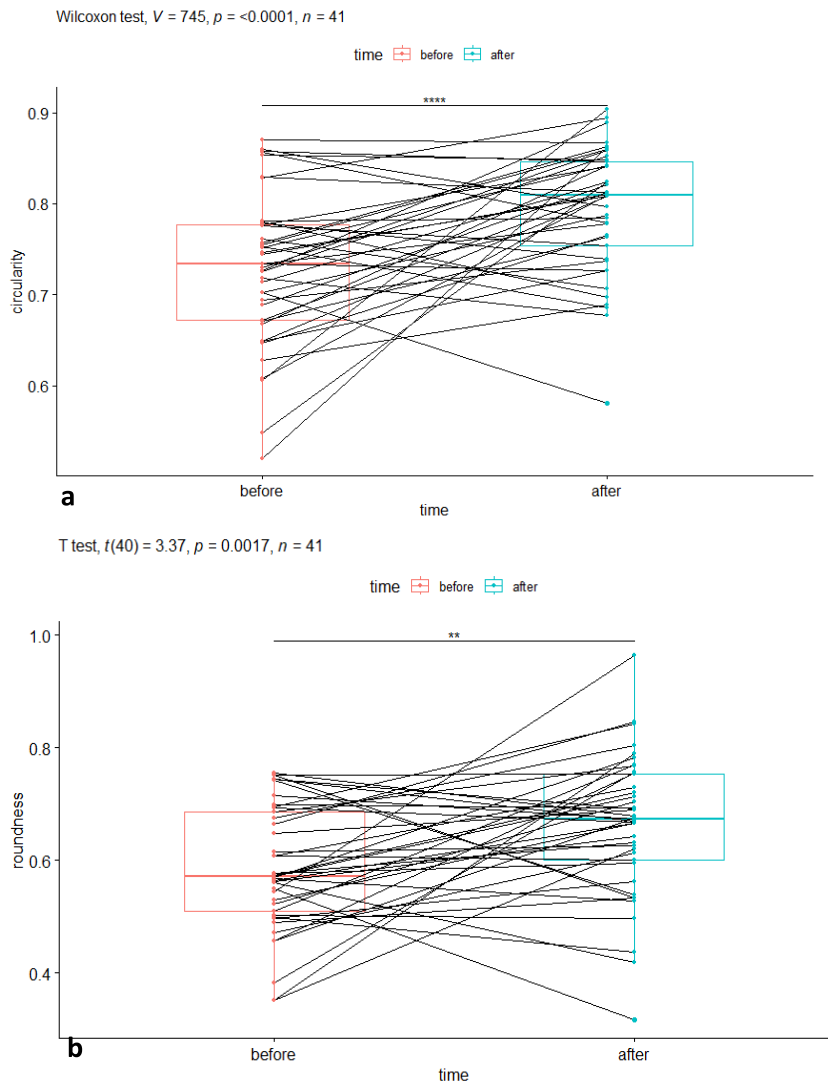 Wilcoxon test, V = 745, p = <0.0001, n = 41
time before after
****
0.9
0.8
0.7
0.6
circularity
before after
time
a
T test, t(40) = 3.37, p = 0.0017, n = 41
time before after
**
1.0
0.8
0.6
0.4
roundness
before after
time
b